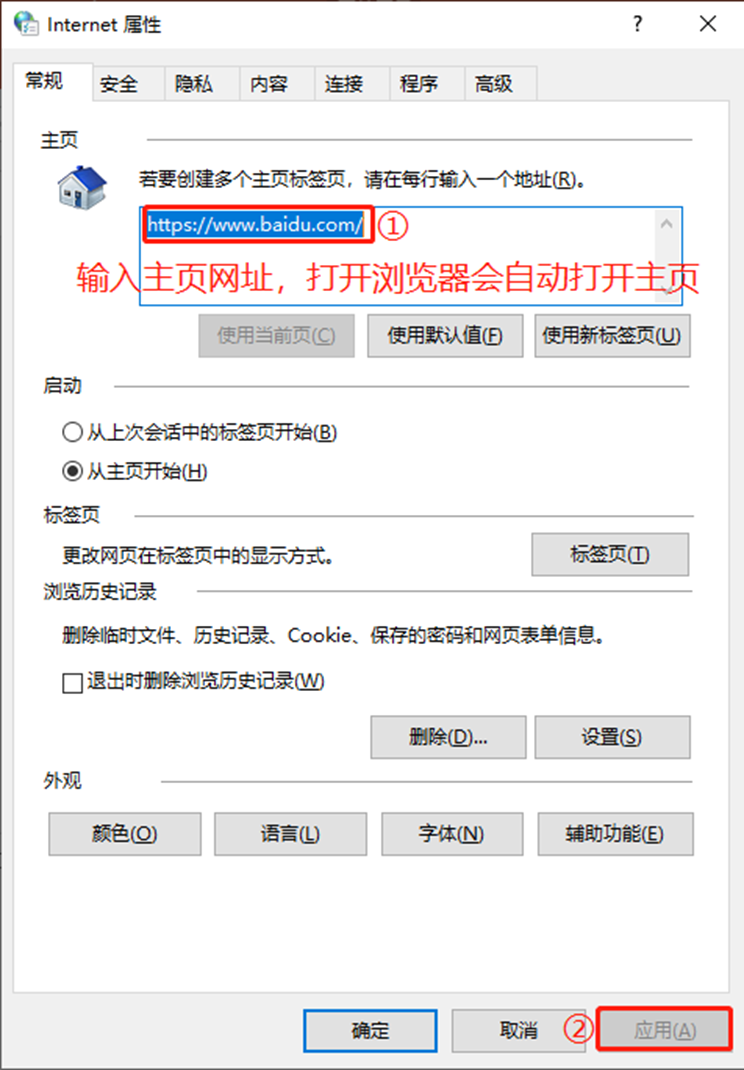 Internet 属性
?
常规 安全 隐私 内容 连接 程序 高级
主页
若要创建多个主页标签页，请在每行输入一个地址(R)。
https://www.baidu.com/ ①
输入主页网址，打开浏览器会自动打开主页
使用当前页(C) 使用默认值(F) 使用新标签页(U)
启动
从上次会话中的标签页开始(B)
从主页开始(H)
标签页
更改网页在标签页中的显示方式。 标签页(T)
浏览历史记录
删除临时文件、历史记录、Cookie、保存的密码和网页表单信息。
退出时删除浏览历史记录(W)
删除(D)... 设置(S)
外观
颜色(O) 语言(L) 字体(N) 辅助功能(E)
确定 取消 ② 应用(A)